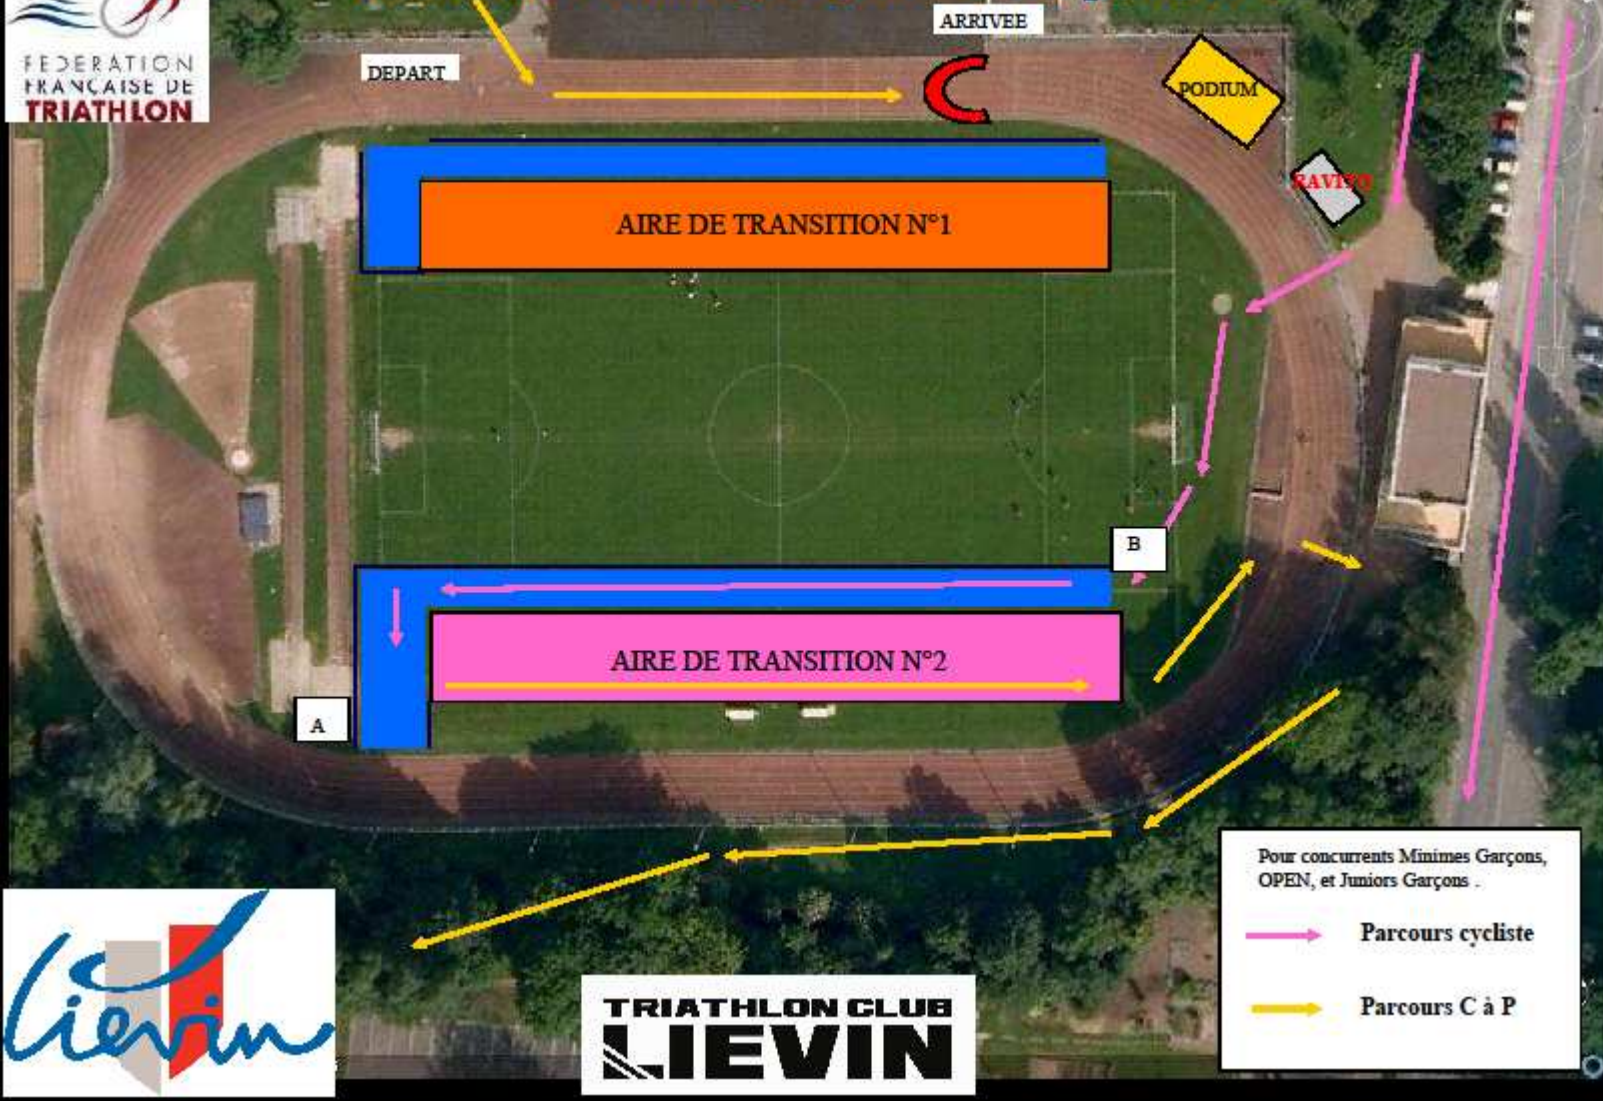 ARRIVEE
FEDERATION
FRANÇAISE DE
TRIATHLON
DEPART
PODIUM
RAVITO
AIRE DE TRANSITION N°1
B
AIRE DE TRANSITION N°2
A
Pour concurrents Minimes Garçons,
OPEN, et Juniors Garçons .
Parcours cycliste
Parcours C à P
Lievin
TRIATHLON CLUB
LIEVIN